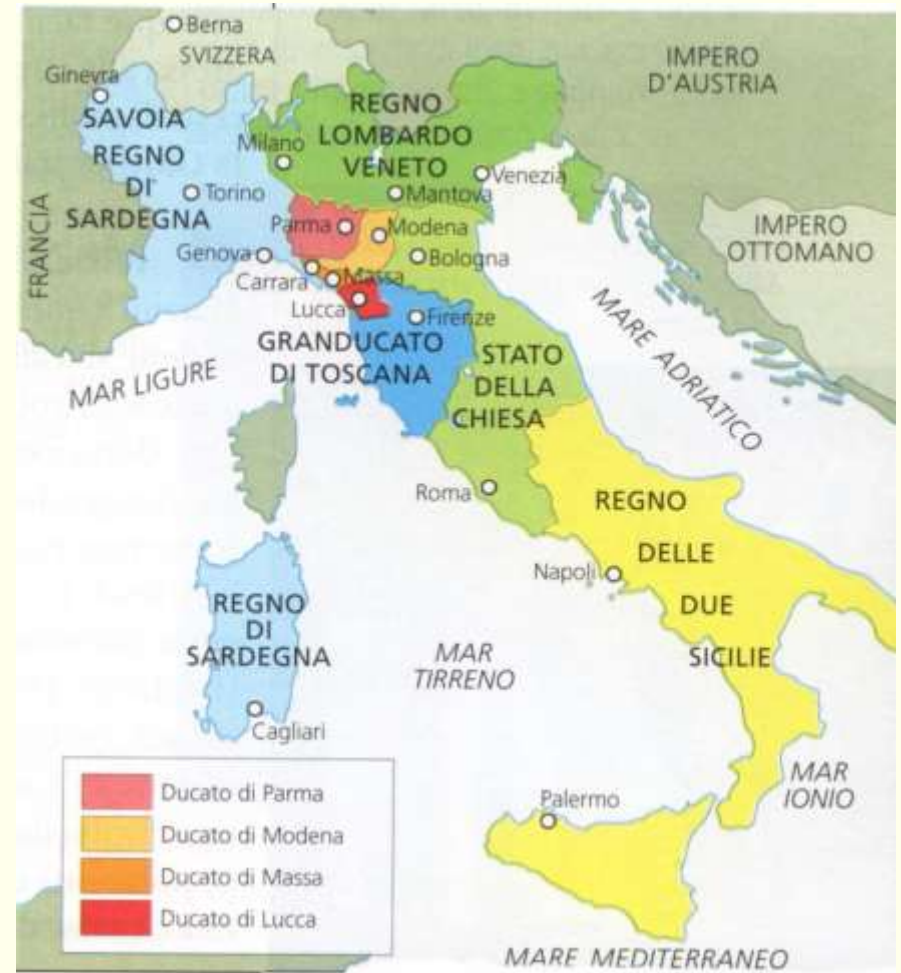 Berna
SVIZZERA
Ginevra
IMPERO
D'AUSTRIA
SAVOIA
REGNO
DI
SARDEGNA
REGNO
LOMBARDO
VENETO
Milano
Venezia
Torino
Mantova
FRANCIA
Parma
Modena
IMPERO
OTTOMANO
Genova
Bologna
Carrara
Massa
Lucca
Firenze
MARE ADRIATICO
GRANDUCATO
DI TOSCANA
STATO
DELLA
CHIESA
MAR LIGURE
Roma
REGNO
DELLE
DUE
SICILIE
Napoli
REGNO
DI
SARDEGNA
MAR
TIRRENO
Cagliari
MAR
IONIO
Palermo
Ducato di Parma
Ducato di Modena
Ducato di Massa
Ducato di Lucca
MARE MEDITERRANEO